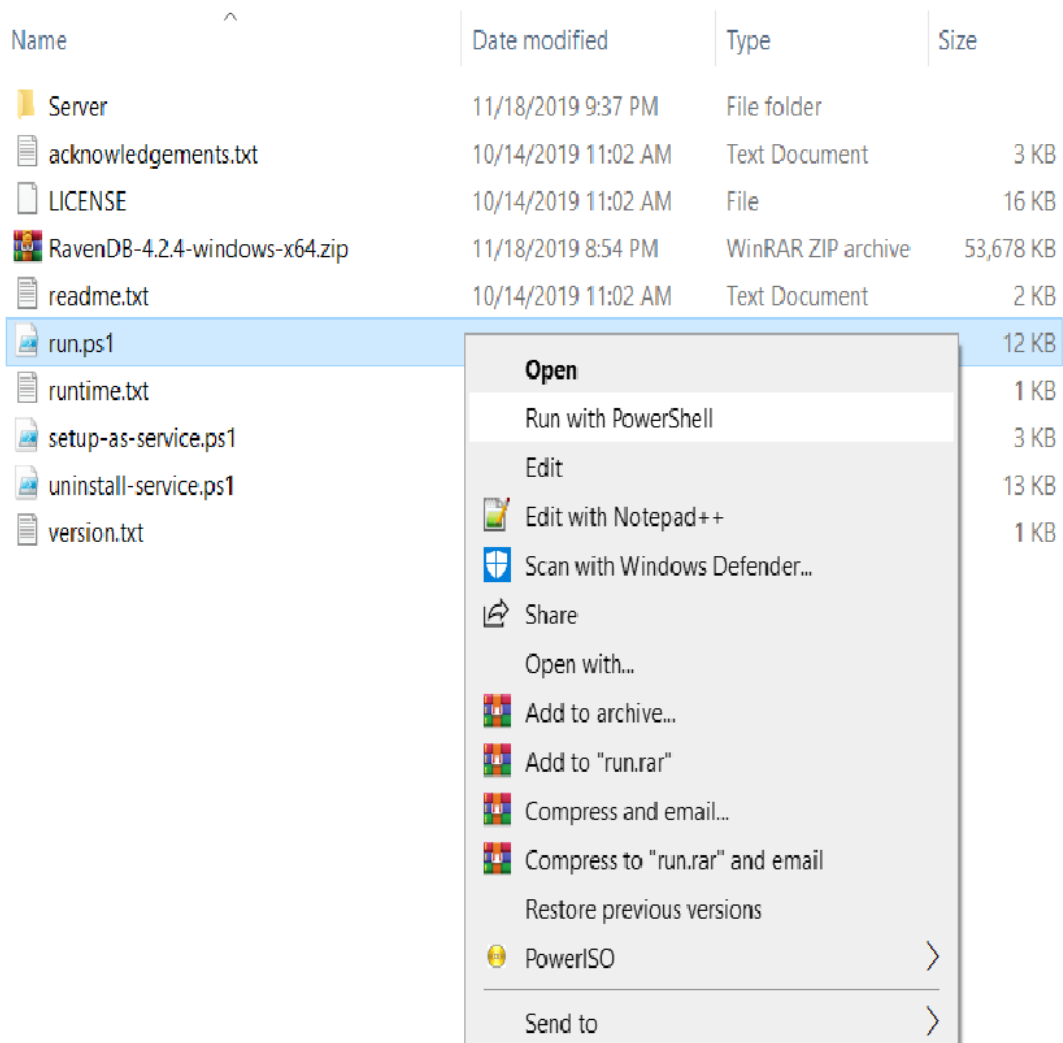 Name Date modified Type Size
Server 11/18/2019 9:37 PM File folder
acknowledgements.txt 10/14/2019 11:02 AM Text Document 3 KB
LICENSE 10/14/2019 11:02 AM File 16 KB
RavenDB-4.2.4-windows-x64.zip 11/18/2019 8:54 PM WinRAR ZIP archive 53,678 KB
readme.txt 10/14/2019 11:02 AM Text Document 2 KB
run.ps1 12 KB
runtime.txt 1 KB
setup-as-service.ps1 3 KB
uninstall-service.ps1 13 KB
version.txt 1 KB
Open
Run with PowerShell
Edit
Edit with Notepad++
Scan with Windows Defender...
Share
Open with...
Add to archive...
Add to "run.rar"
Compress and email...
Compress to "run.rar" and email
Restore previous versions
PowerISO
Send to